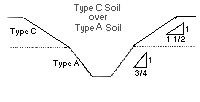 Type C Soil
over
Type A Soil
Type C
1
1 1/2
Type A
1
3/4